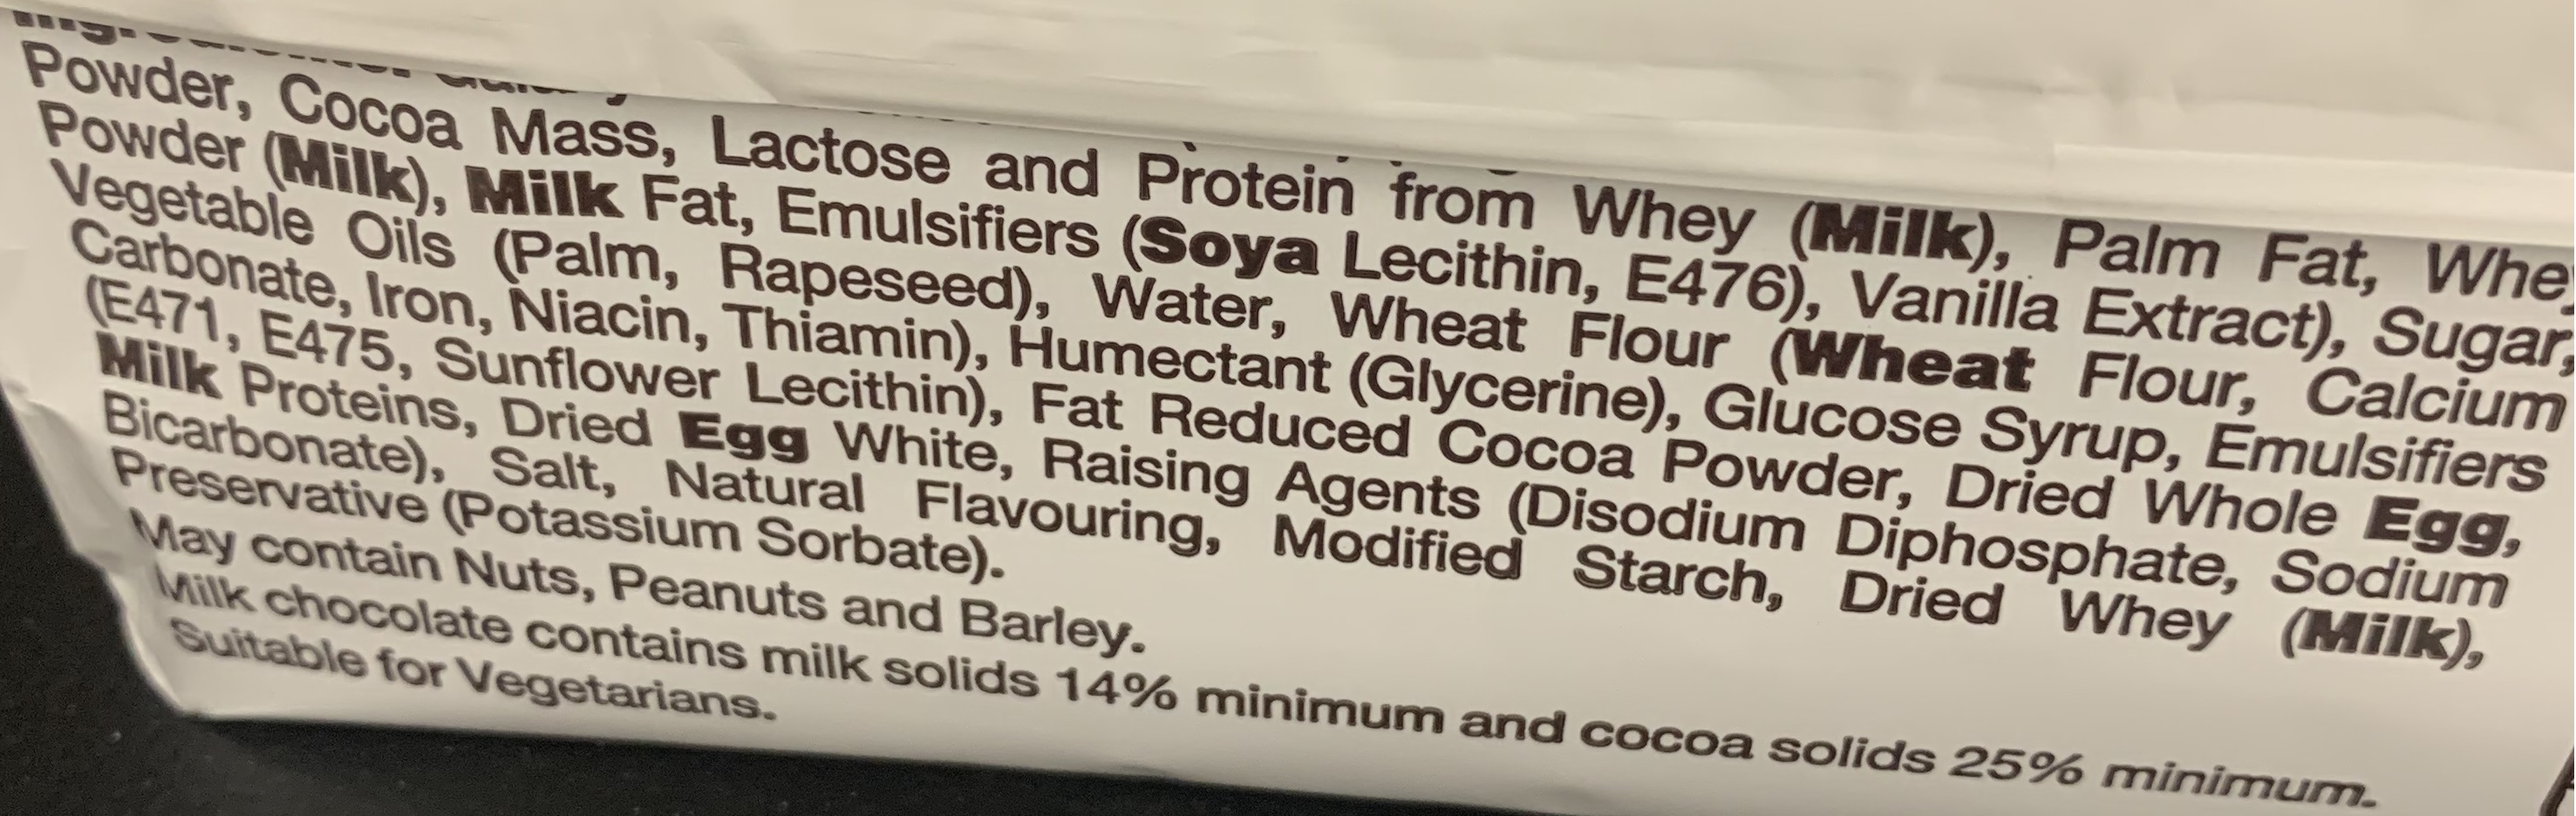 Powder, Cocoa Mass, Lactose and Protein from Whey (Milk), Palm Fat, Whey
Powder (Milk), Milk Fat, Emulsifiers (Soya Lecithin, E476), Vanilla Extract), Sugar,
Vegetable Oils (Palm, Rapeseed), Water, Wheat Flour (Wheat Flour, Calcium
Carbonate, Iron, Niacin, Thiamin), Humectant (Glycerine), Glucose Syrup, Emulsifiers
(E471, E475, Sunflower Lecithin), Fat Reduced Cocoa Powder, Dried Whole Egg,
Milk Proteins, Dried Egg White, Raising Agents (Disodium Diphosphate, Sodium
Bicarbonate), Salt, Natural Flavouring, Modified Starch, Dried Whey (Milk),
Preservative (Potassium Sorbate).
May contain Nuts, Peanuts and Barley.
Milk chocolate contains milk solids 14% minimum and cocoa solids 25% minimum.
Suitable for Vegetarians.